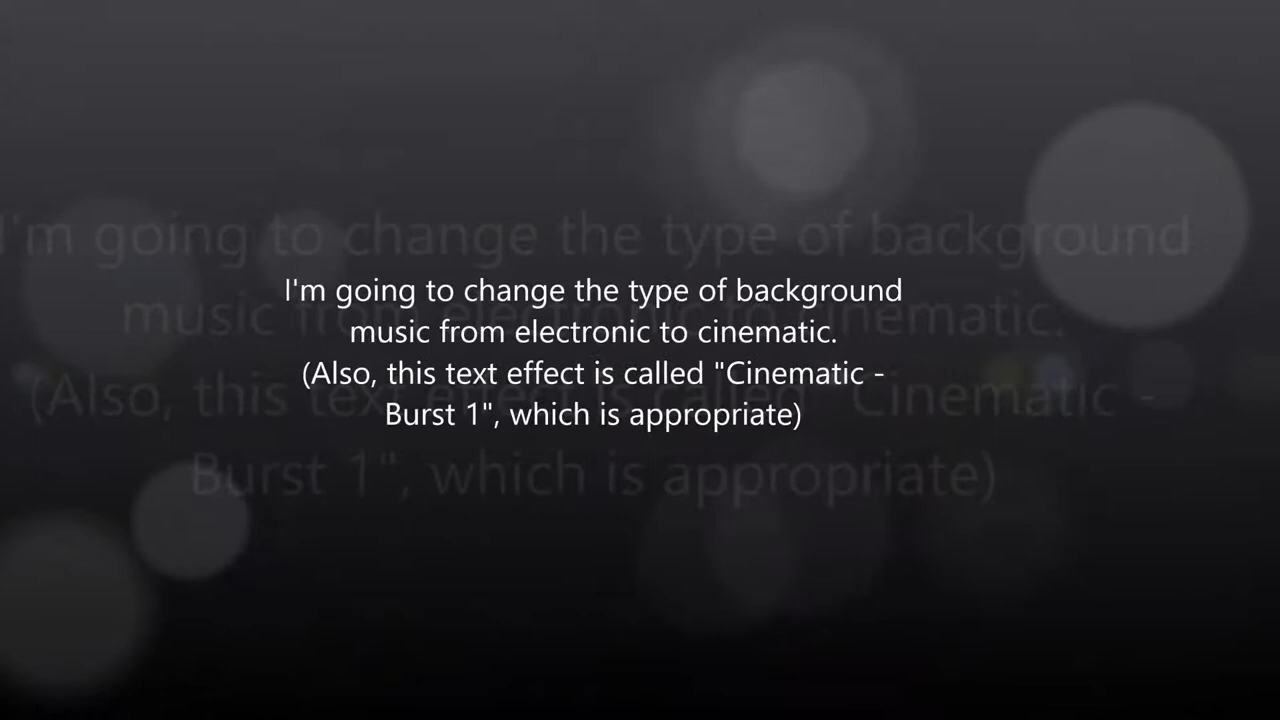 I'm going to change the type of background
music from electronic to cinematic.
(Also, this text effect is called "Cinematic -
Burst 1", which is appropriate)